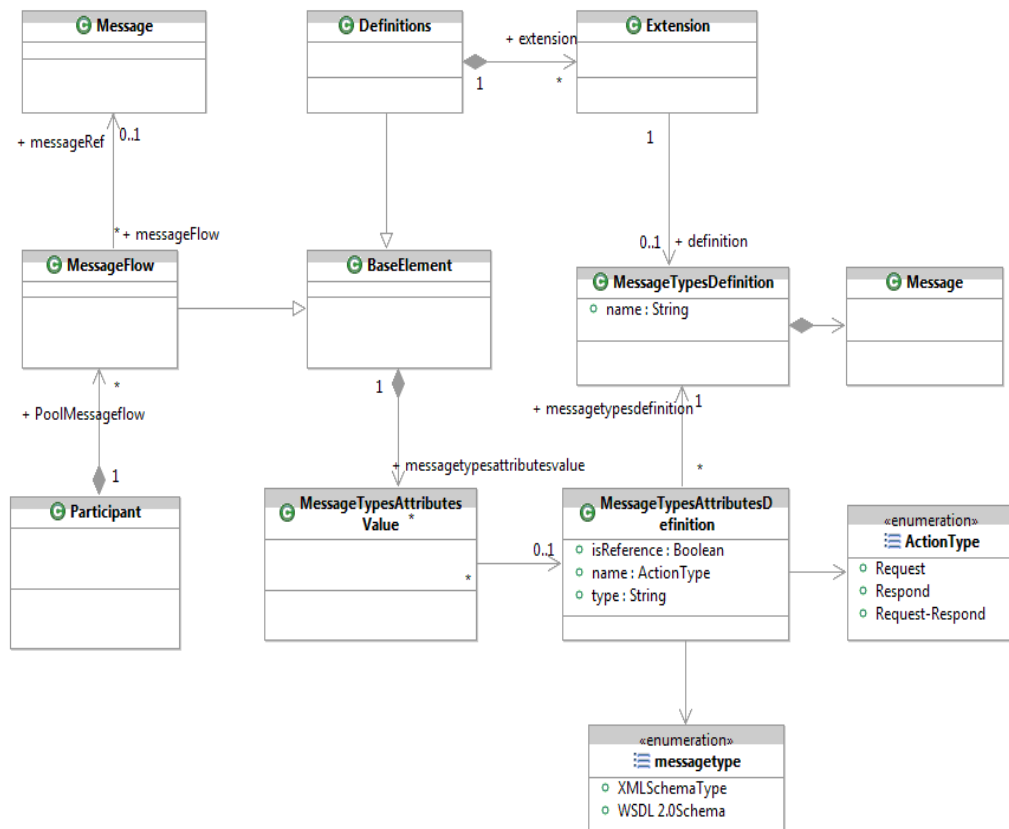 Message
Definitions
Extension
+ extension
1
*
+ messageRef
0..1
1
* + messageFlow
0..1
+ definition
MessageFlow
BaseElement
MessageTypesDefinition
name : String
Message
*
+ PoolMessageflow
1
1
+ messagetypesdefinition
1
+ messagetypesattributesvalue
*
Participant
MessageTypesAttributes
Value
*
*
0..1
MessageTypesAttributesD
efinition
isReference : Boolean
name : ActionType
type : String
«enumeration»
ActionType
Request
Respond
Request-Respond
«enumeration»
messagetype
XMLSchemaType
WSDL 2.0Schema